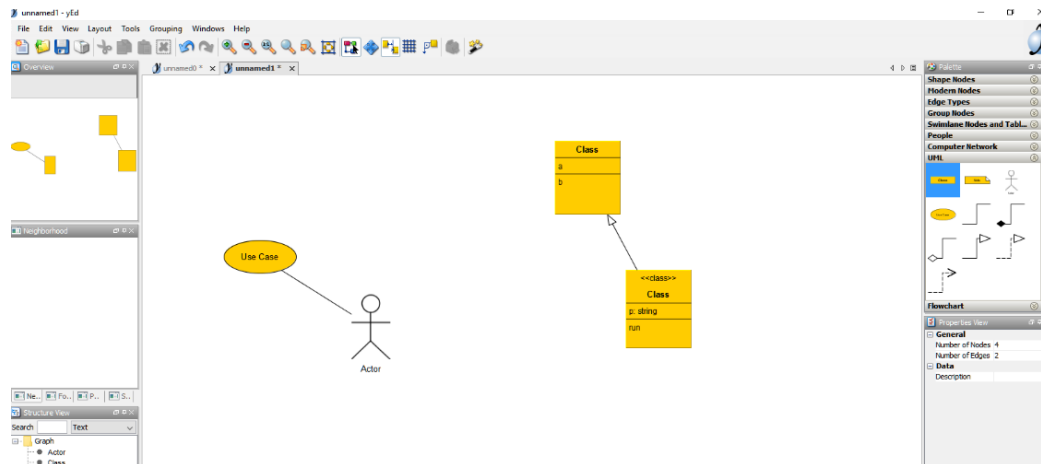 unnamed1 - yEd
File Edit View Layout Tools Grouping Windows Help
Overview
unnamed0 *
unnamed1 *
Palette
Shape Nodes
Modern Nodes
Edge Types
Group Nodes
Swimlane Nodes and Tabl...
People
Computer Network
UML
Class
a
b
Neighborhood
Use Case
<<class>>
Class
p: string
run
Actor
Flowchart
Properties View
General
Number of Nodes 4
Number of Edges 2
Data
Description
Ne... Fo... P... S...
Structure View
Search Text
Graph
Actor
Class